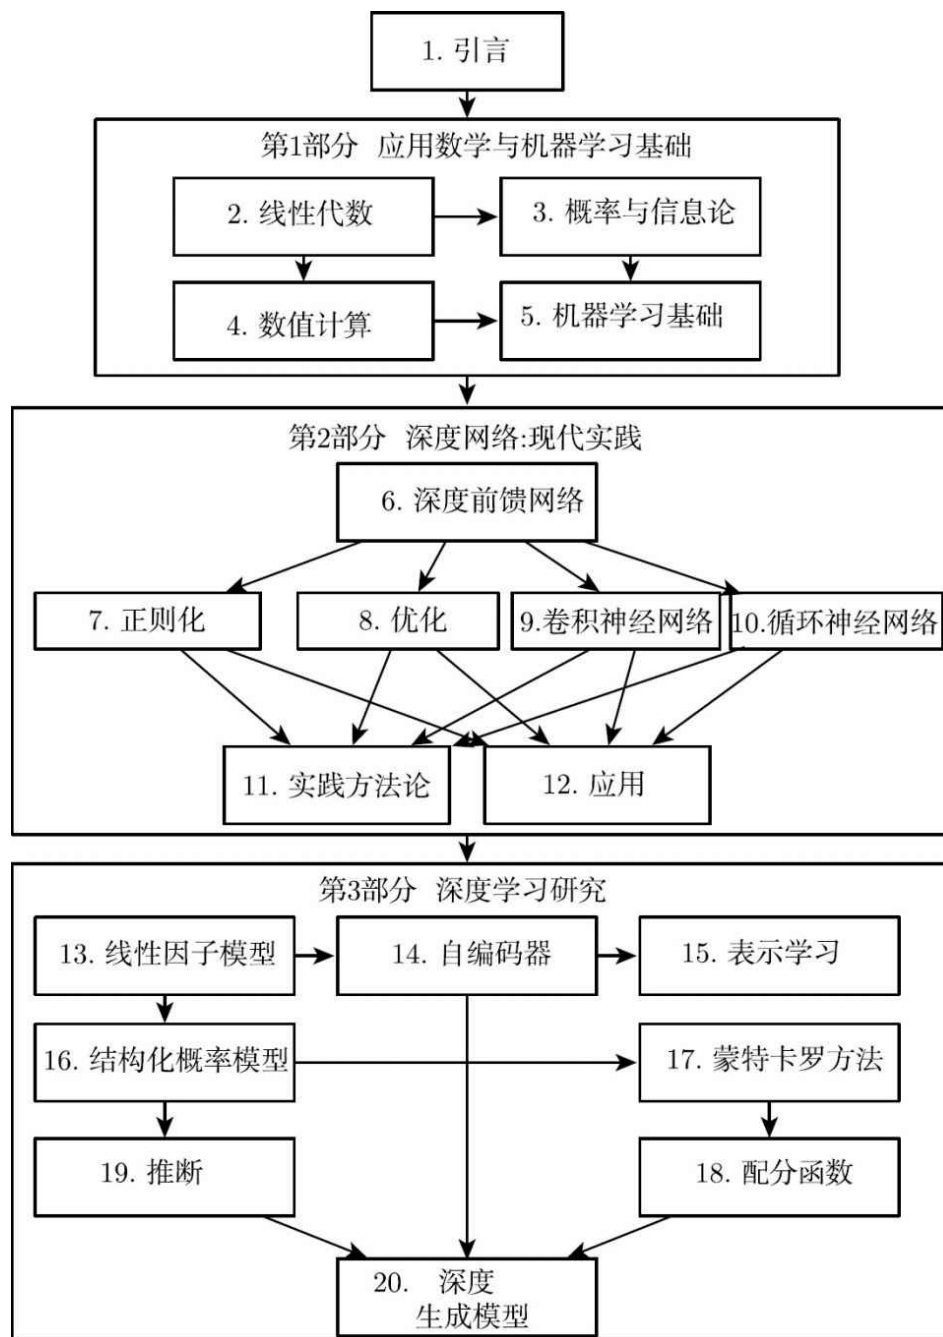 1. 引言
第1部分 应用数学与机器学习基础
2. 线性代数
3. 概率与信息论
4. 数值计算
5. 机器学习基础
第2部分 深度网络:现代实践
6. 深度前馈网络
7. 正则化
8. 优化
9.卷积神经网络
10.循环神经网络
11. 实践方法论
12. 应用
第3部分 深度学习研究
13. 线性因子模型
14. 自编码器
15. 表示学习
16. 结构化概率模型
17. 蒙特卡罗方法
19. 推断
18. 配分函数
20. 深度
生成模型